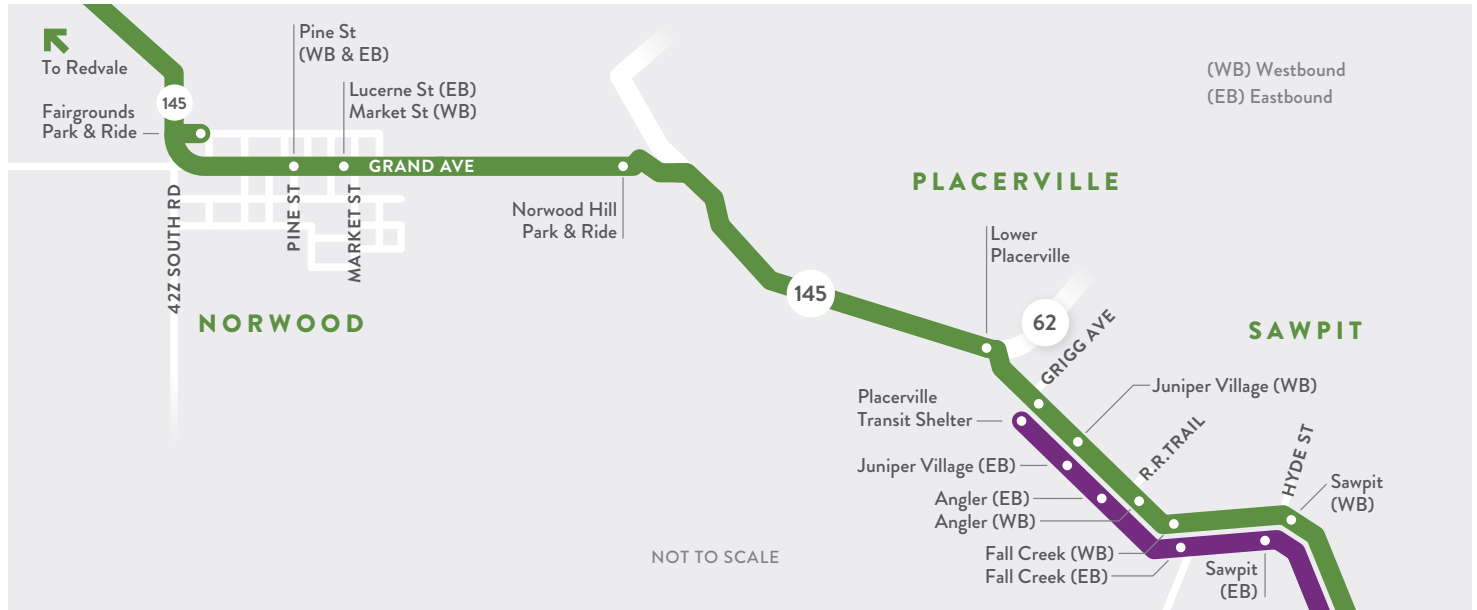 Pine St
(WB & EB)
To Redvale
(WB) Westbound
(EB) Eastbound
Lucerne St (EB)
Market St (WB)
145
Fairgrounds
Park & Ride
GRAND AVE
PLACERVILLE
42Z SOUTH RD
PINE ST
MARKET ST
Norwood Hill
Park & Ride
Lower
Placerville
145
NORWOOD
62
GRIGG AVE
SAWPIT
Juniper Village (WB)
Placerville
Transit Shelter
R.R.TRAIL
HYDE ST
Juniper Village (EB)
Sawpit
(WB)
Angler (EB)
Angler (WB)
NOT TO SCALE
Fall Creek (WB)
Fall Creek (EB)
Sawpit
(EB)